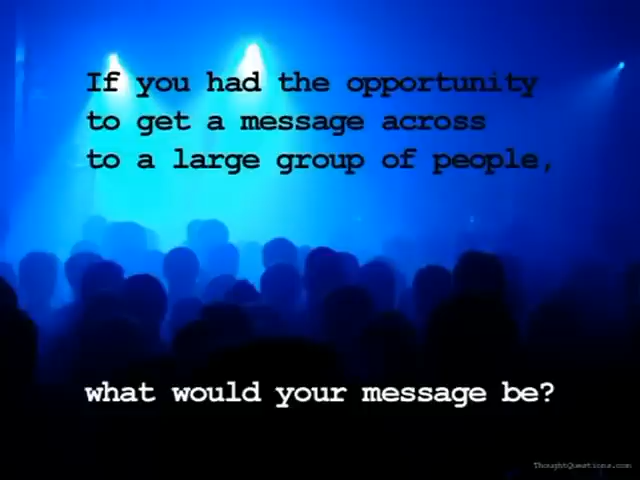 If you had the opportunity
to get a message across
to a large group of people,
what would your message be?
ThoughtQuestions.com